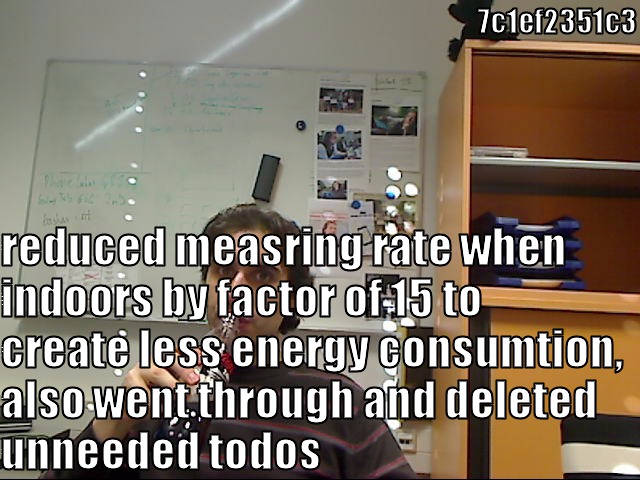 7c1ef2351c3
reduced measring rate when
indoors by factor of 15 to
create less energy consumtion,
also went through and deleted
unneeded todos